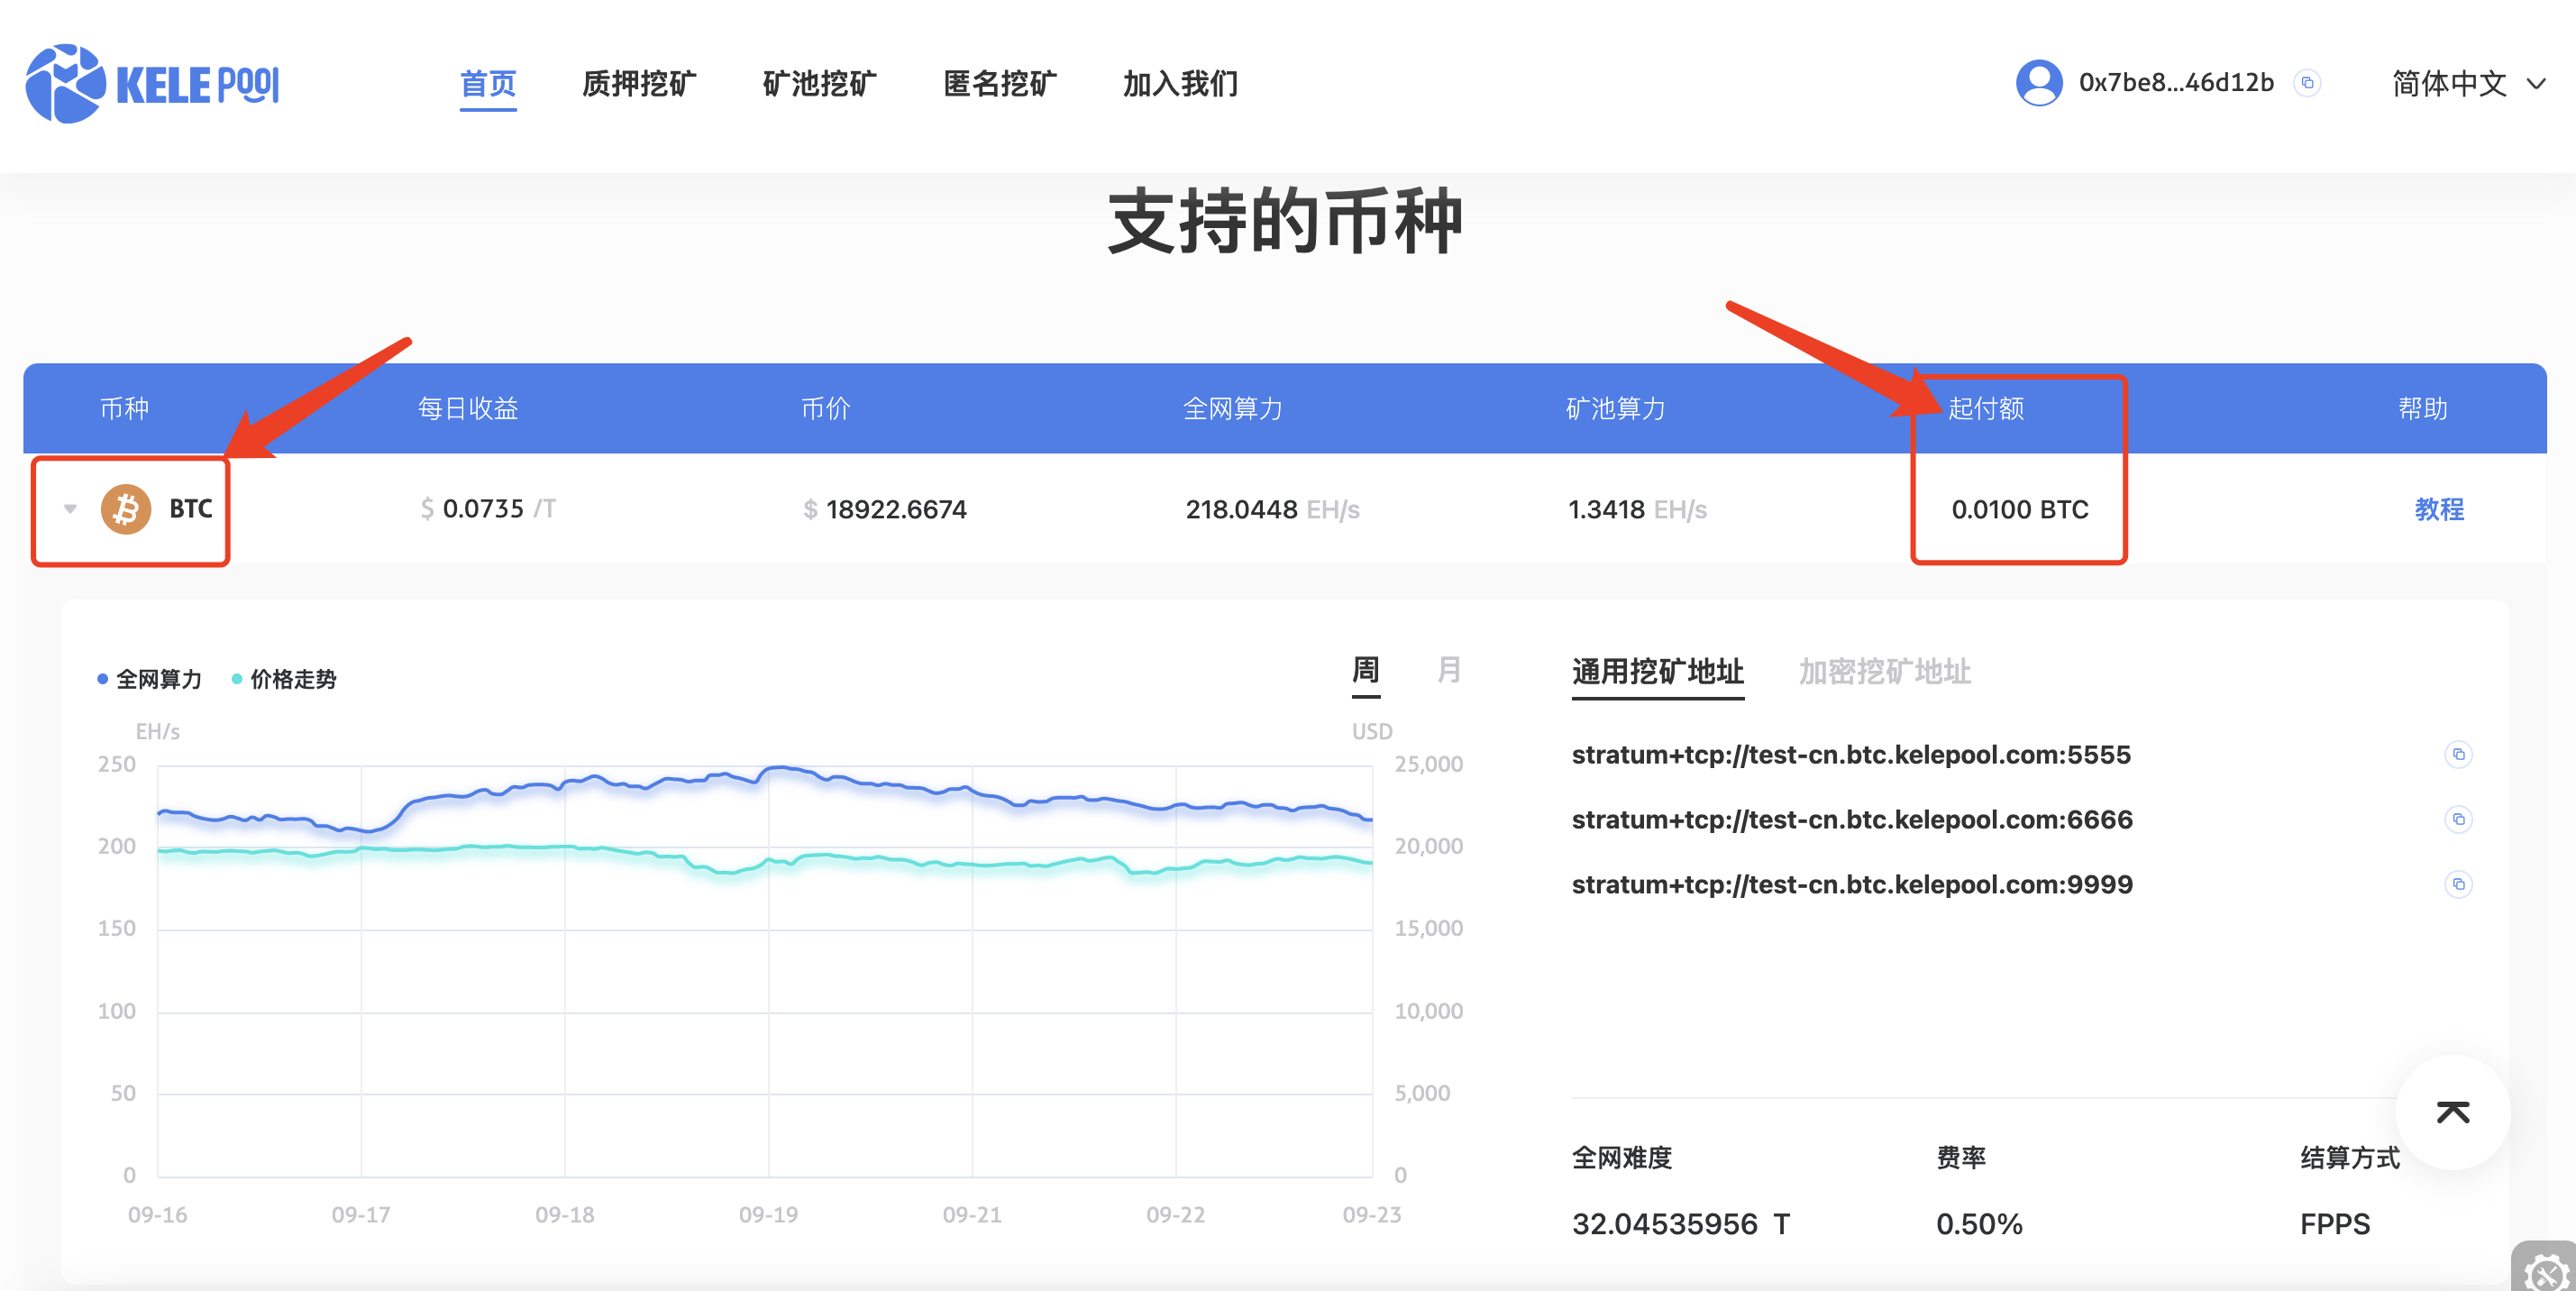 KELE POOL
首页 质押挖矿 矿池挖矿 匿名挖矿 加入我们 0x7be8...46d12b 简体中文
支持的币种
币种 每日收益 币价 全网算力 矿池算力 起付额 帮助
BTC $ 0.0735 /T $ 18922.6674 218.0448 EH/s 1.3418 EH/s 0.0100 BTC 教程
全网算力 价格走势 周 月
EH/s USD
250 25,000
200 20,000
150 15,000
100 10,000
50 5,000
0 0
09-16 09-17 09-18 09-19 09-21 09-22 09-23
通用挖矿地址 加密挖矿地址
stratum+tcp://test-cn.btc.kelepool.com:5555
stratum+tcp://test-cn.btc.kelepool.com:6666
stratum+tcp://test-cn.btc.kelepool.com:9999
全网难度 费率 结算方式
32.04535956 T 0.50% FPPS